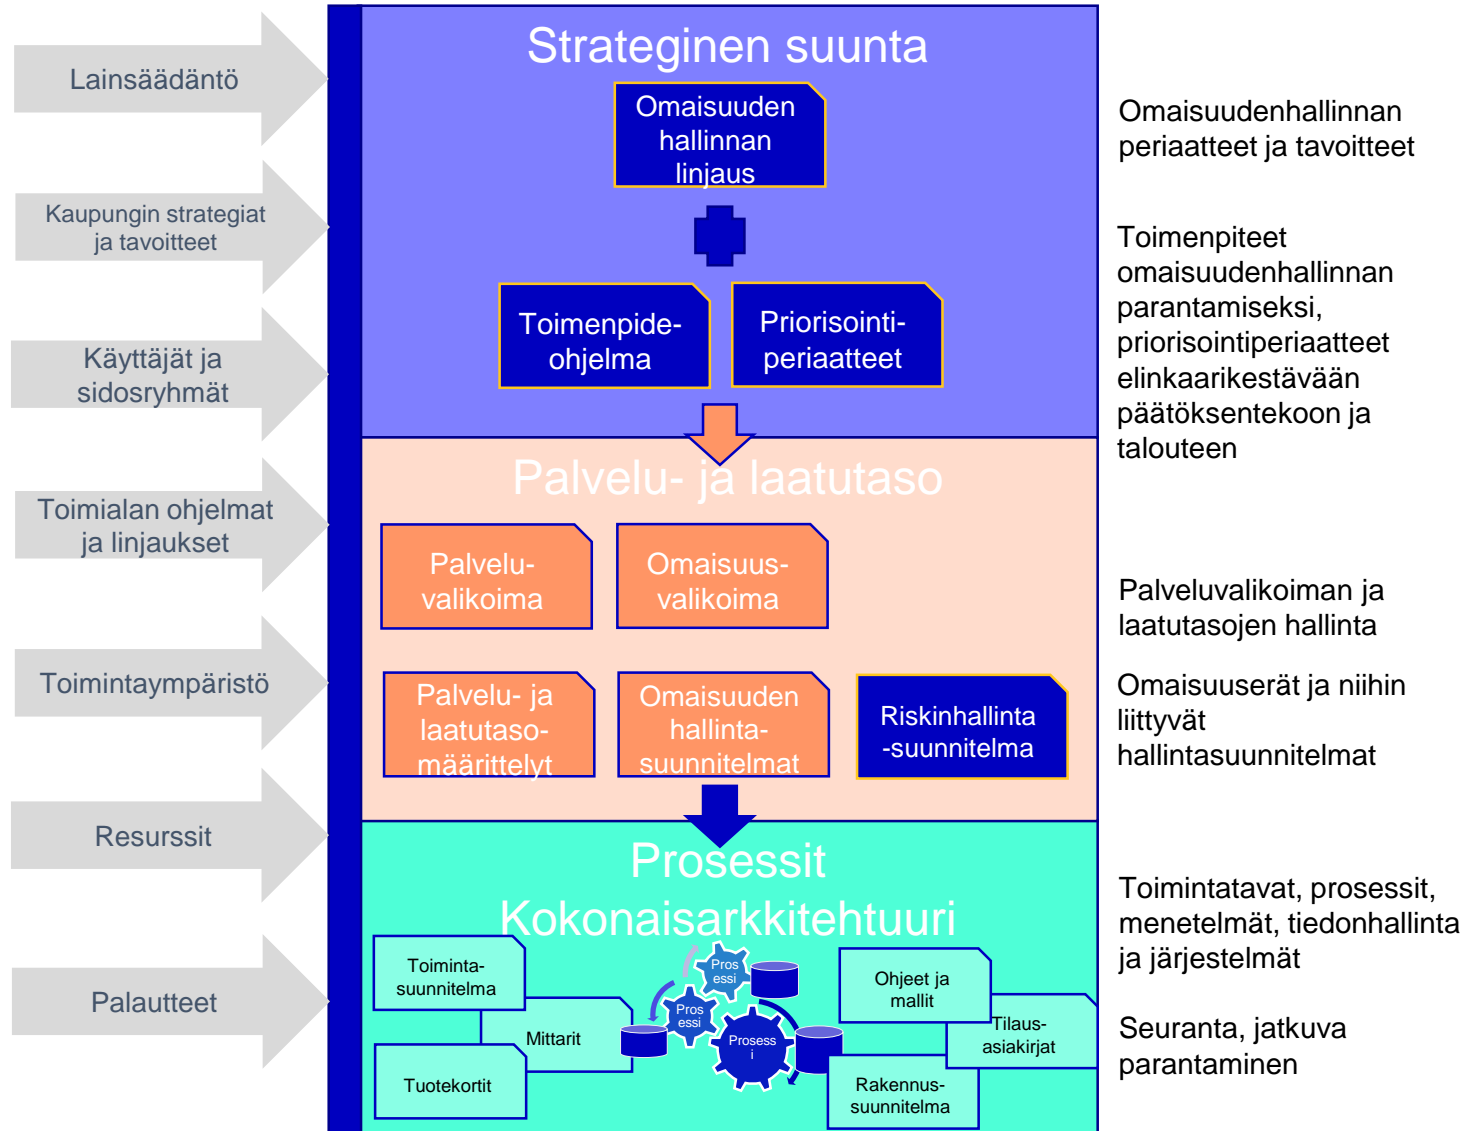 Lainsäädäntö
Kaupungin strategiat
ja tavoitteet
Käyttäjät ja
sidosryhmät
Toimialan ohjelmat
ja linjaukset
Toimintaympäristö
Resurssit
Palautteet
Strateginen suunta
Omaisuuden
hallinnan
linjaus
Toimenpide-
ohjelma
Priorisointi-
periaatteet
Palvelu- ja laatutaso
Palvelu-
valikoima
Omaisuus-
valikoima
Palvelu- ja
laatutaso-
määrittelyt
Omaisuuden
hallinta-
suunnitelmat
Riskinhallinta
-suunnitelma
Prosessit
Kokonaisarkkitehtuuri
Toiminta-
suunnitelma
Mittarit
Tuotekortit
Pros
essi
Pros
essi
Prosess
i
Ohjeet ja
mallit
Tilaus-
asiakirjat
Rakennus-
suunnitelma
Omaisuudenhallinnan
periaatteet ja tavoitteet
Toimenpiteet
omaisuudenhallinnan
parantamiseksi,
priorisointiperiaatteet
elinkaarikestävään
päätöksentekoon ja
talouteen
Palveluvalikoiman ja
laatutasojen hallinta
Omaisuuserät ja niihin
liittyvät
hallintasuunnitelmat
Toimintatavat, prosessit,
menetelmät, tiedonhallinta
ja järjestelmät
Seuranta, jatkuva
parantaminen